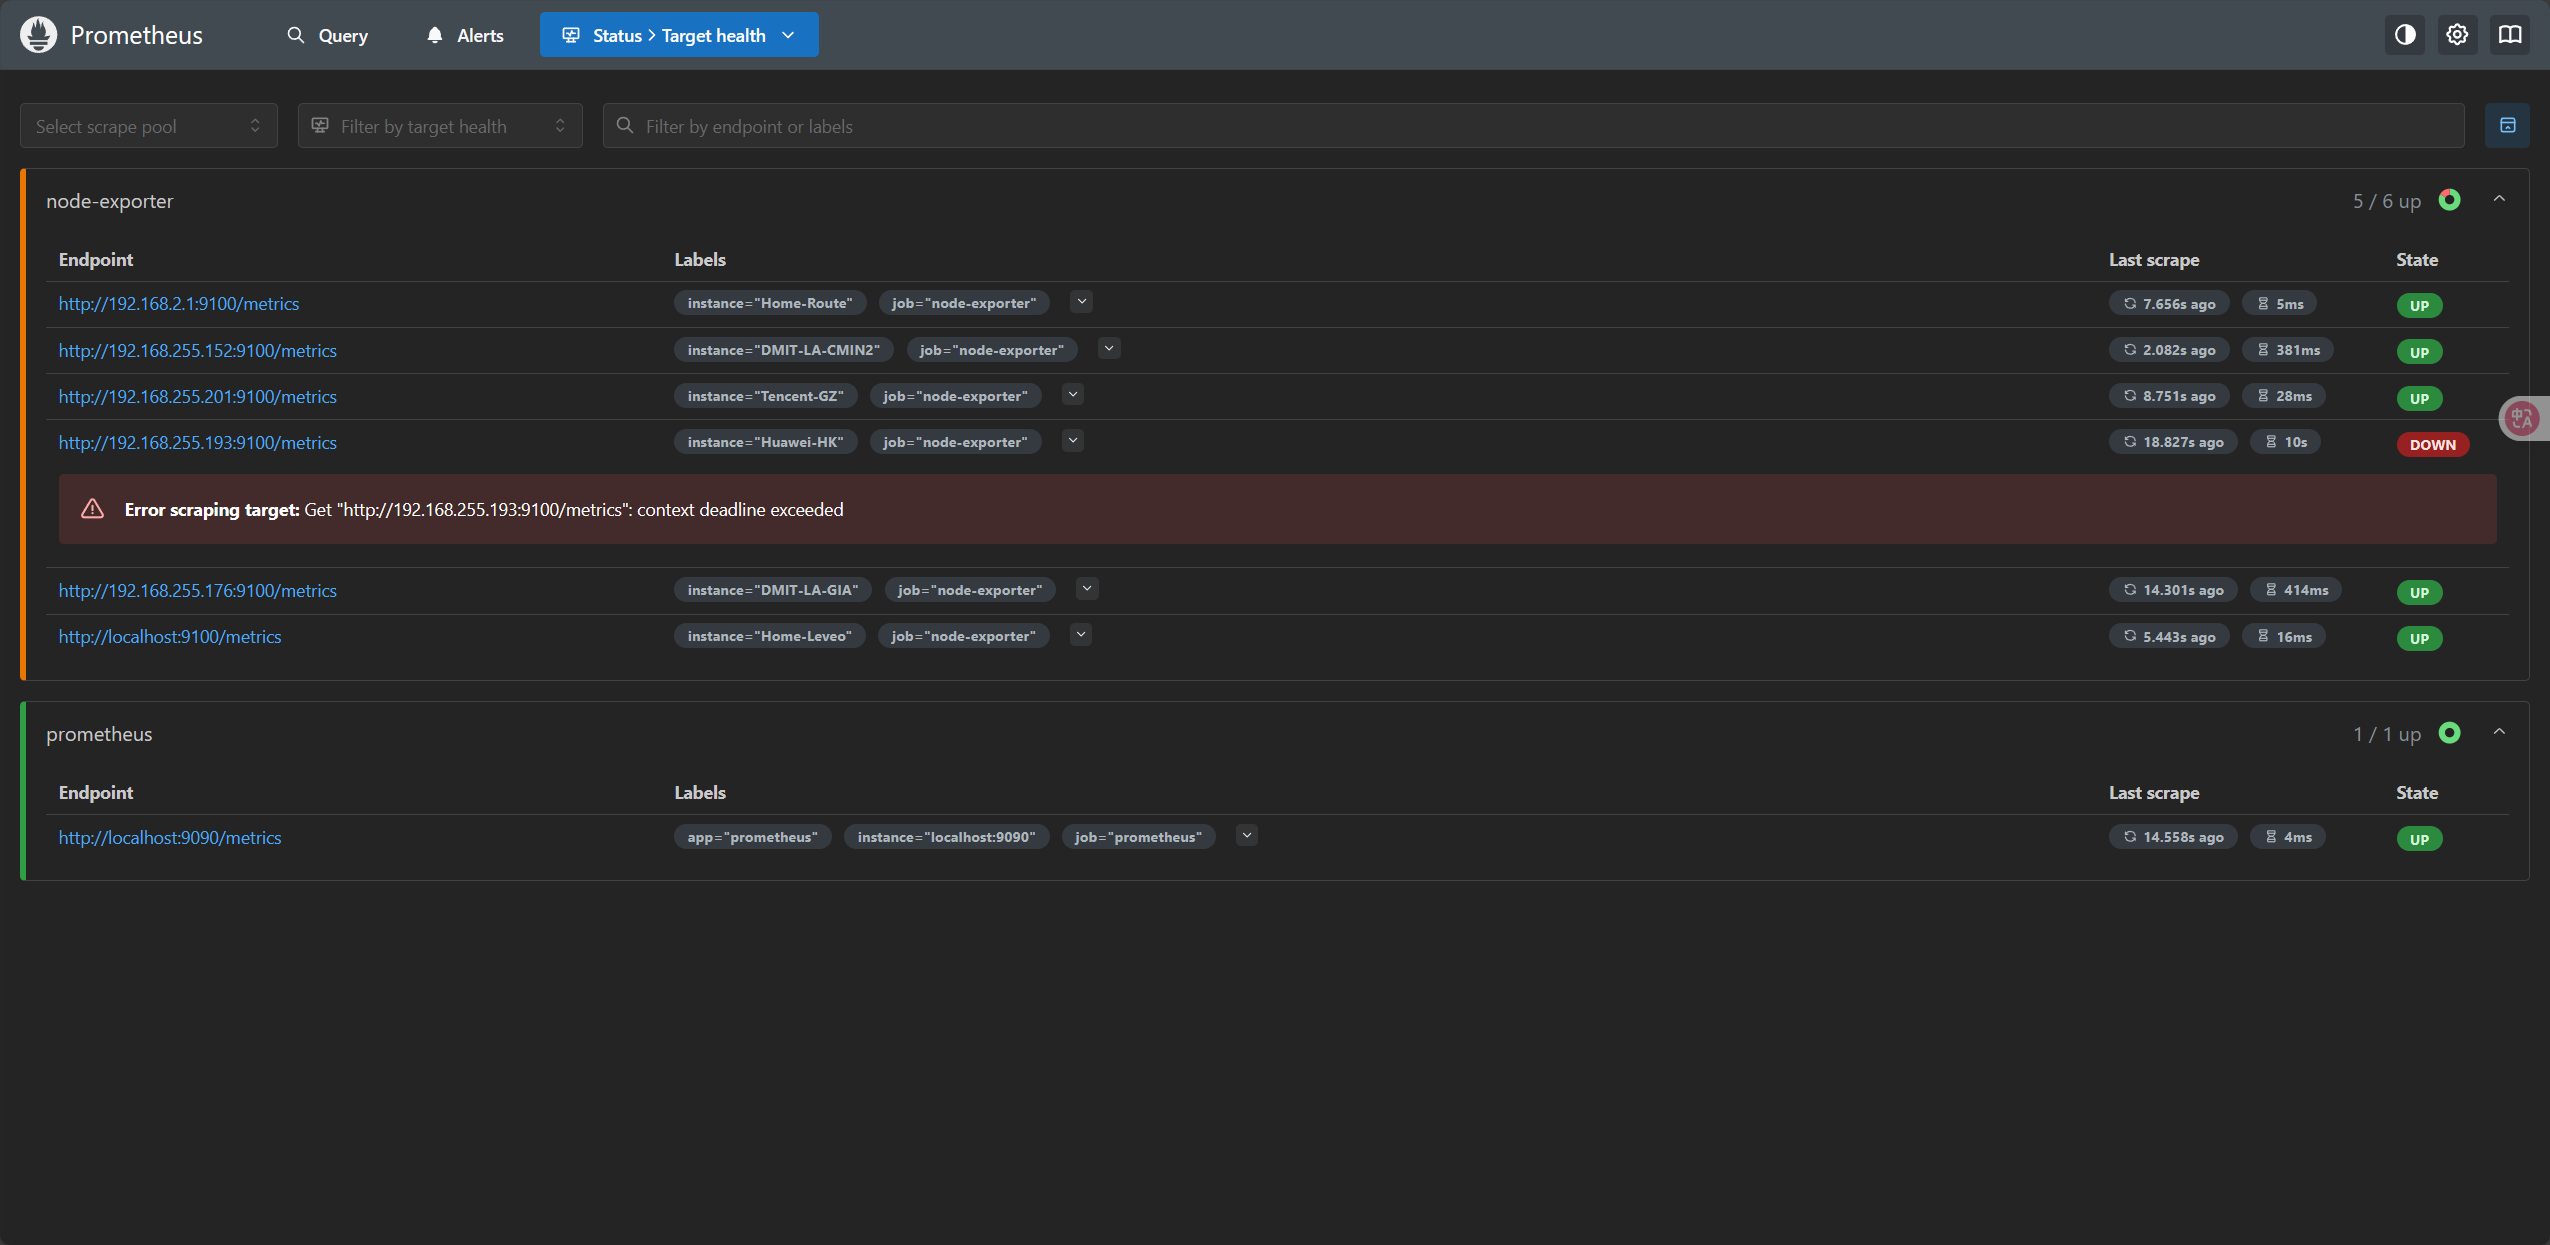 Prometheus Query Alerts Status > Target health
Select scrape pool Filter by target health Filter by endpoint or labels
node-exporter 5 / 6 up
Endpoint Labels Last scrape State
http://192.168.2.1:9100/metrics instance="Home-Route" job="node-exporter" 7.656s ago 5ms UP
http://192.168.255.152:9100/metrics instance="DMIT-LA-CMIN2" job="node-exporter" 2.082s ago 381ms UP
http://192.168.255.201:9100/metrics instance="Tencent-GZ" job="node-exporter" 8.751s ago 28ms UP
http://192.168.255.193:9100/metrics instance="Huawei-HK" job="node-exporter" 18.827s ago 10s DOWN
中A
Error scraping target: Get "http://192.168.255.193:9100/metrics": context deadline exceeded
http://192.168.255.176:9100/metrics instance="DMIT-LA-GIA" job="node-exporter" 14.301s ago 414ms UP
http://localhost:9100/metrics instance="Home-Leveo" job="node-exporter" 5.443s ago 16ms UP
prometheus 1 / 1 up
Endpoint Labels Last scrape State
http://localhost:9090/metrics app="prometheus" instance="localhost:9090" job="prometheus" 14.558s ago 4ms UP